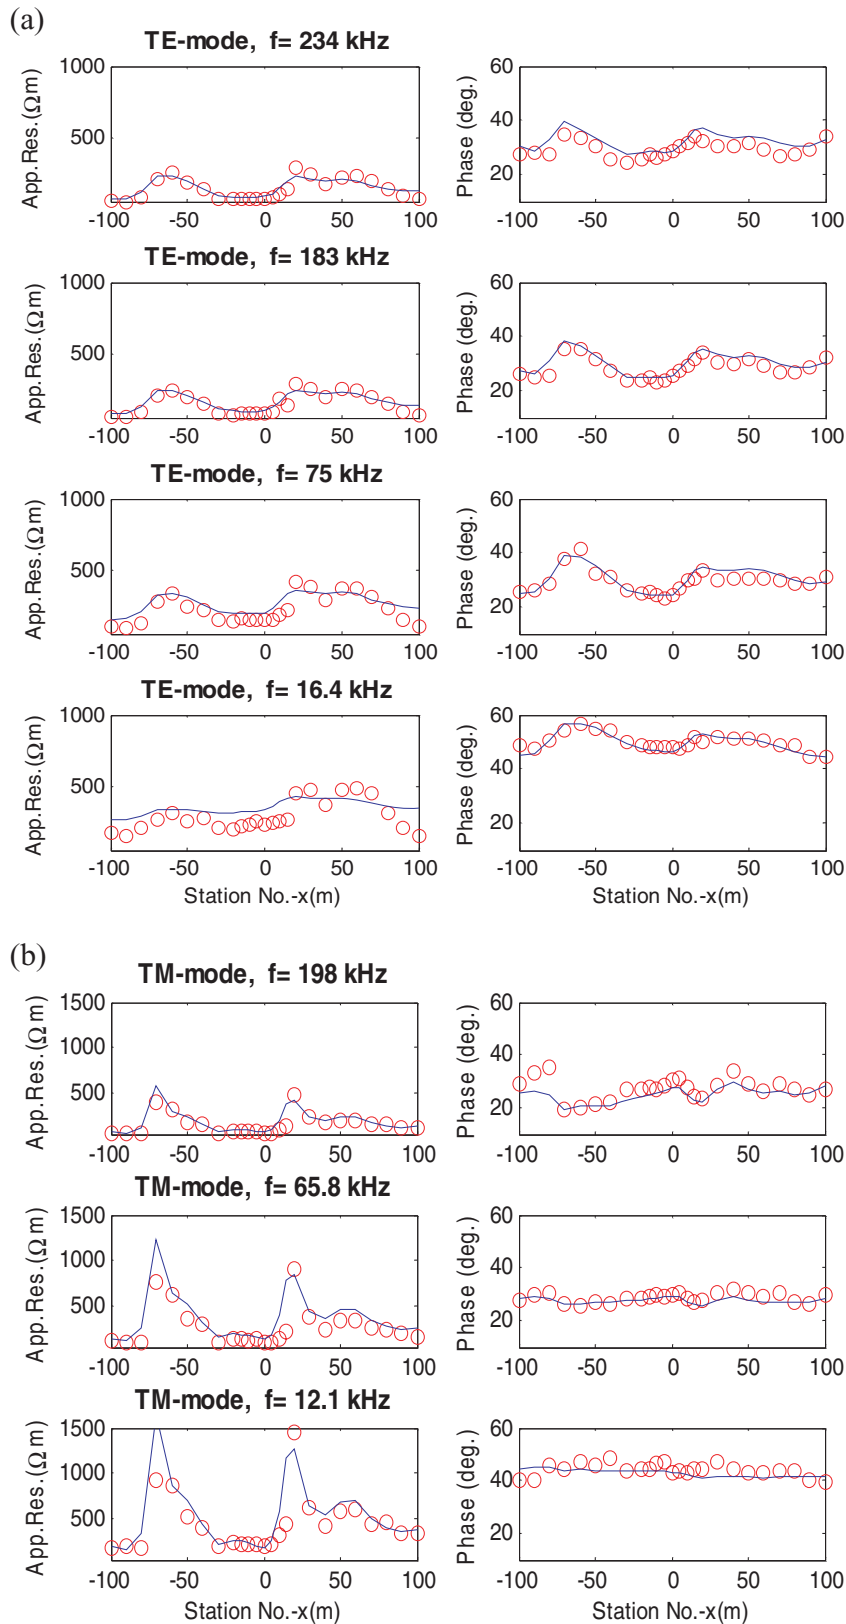 (a)
TE-mode, f= 234 kHz
App.Res.(Ωm)
1000
500
-100 -50 0 50 100
Phase (deg.)
60
40
20
-100 -50 0 50 100
TE-mode, f= 183 kHz
App.Res.(Ωm)
1000
500
-100 -50 0 50 100
Phase (deg.)
60
40
20
-100 -50 0 50 100
TE-mode, f= 75 kHz
App.Res.(Ωm)
1000
500
-100 -50 0 50 100
Phase (deg.)
60
40
20
-100 -50 0 50 100
TE-mode, f= 16.4 kHz
App.Res.(Ωm)
1000
500
-100 -50 0 50 100
Station No.-x(m)
Phase (deg.)
60
40
20
-100 -50 0 50 100
Station No.-x(m)
(b)
TM-mode, f= 198 kHz
App.Res.(Ωm)
1500
1000
500
-100 -50 0 50 100
Phase (deg.)
60
40
20
-100 -50 0 50 100
TM-mode, f= 65.8 kHz
App.Res.(Ωm)
1500
1000
500
-100 -50 0 50 100
Phase (deg.)
60
40
20
-100 -50 0 50 100
TM-mode, f= 12.1 kHz
App.Res.(Ωm)
1500
1000
500
-100 -50 0 50 100
Station No.-x(m)
Phase (deg.)
60
40
20
-100 -50 0 50 100
Station No.-x(m)